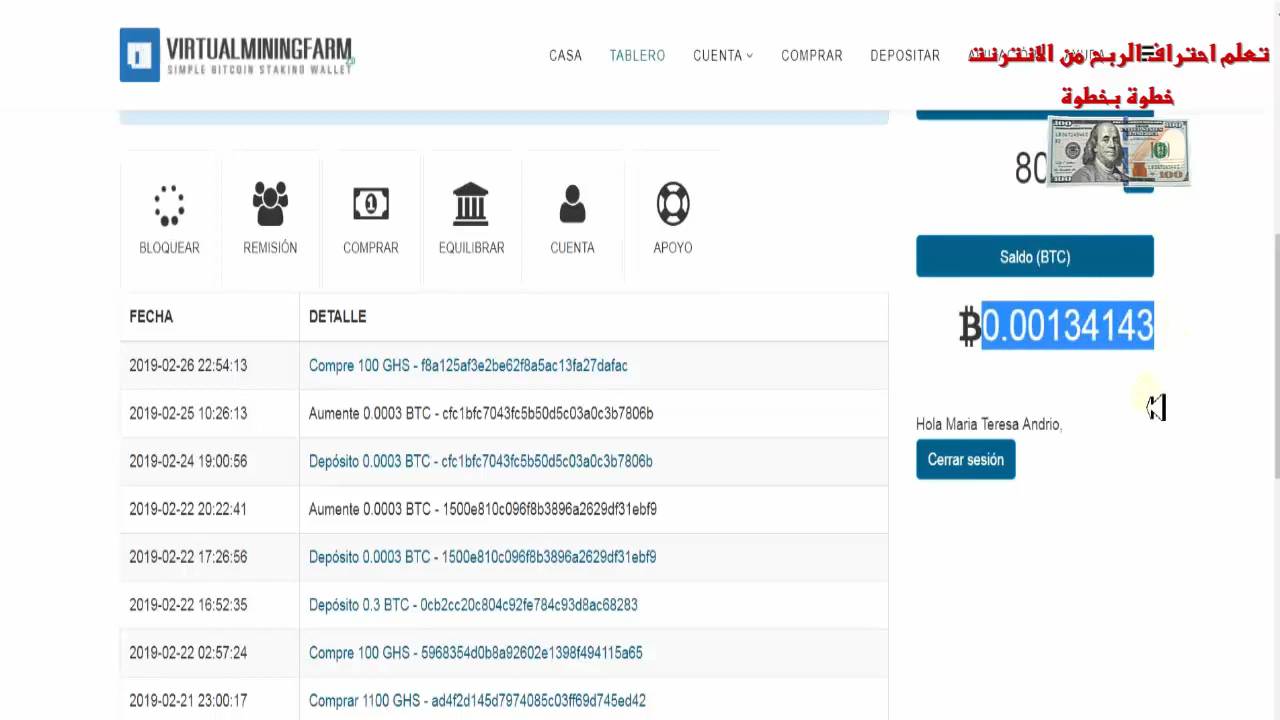 VIRTUALMININGFARM
SIMPLE BITCOIN STAKING WALLET
CASA TABLERO CUENTA COMPRAR DEPOSITAR
تعلم احتراف الربح من الانترنت
خطوة بخطوة
80
BLOQUEAR REMISIÓN COMPRAR EQUILIBRAR CUENTA APOYO
Saldo (BTC)
0.00134143
FECHA DETALLE
2019-02-26 22:54:13 Compre 100 GHS - f8a125af3e2be62f8a5ac13fa27dafac
2019-02-25 10:26:13 Aumente 0.0003 BTC - cfc1bfc7043fc5b50d5c03a0c3b7806b
2019-02-24 19:00:56 Depósito 0.0003 BTC - cfc1bfc7043fc5b50d5c03a0c3b7806b
2019-02-22 20:22:41 Aumente 0.0003 BTC - 1500e810c096f8b3896a2629df31ebf9
2019-02-22 17:26:56 Depósito 0.0003 BTC - 1500e810c096f8b3896a2629df31ebf9
2019-02-22 16:52:35 Depósito 0.3 BTC - 0cb2cc20c804c92fe784c93d8ac68283
2019-02-22 02:57:24 Compre 100 GHS - 5968354d0b8a92602e1398f494115a65
2019-02-21 23:00:17 Comprar 1100 GHS - ad4f2d145d7974085c03ff69d745ed42
Hola Maria Teresa Andrio,
Cerrar sesión